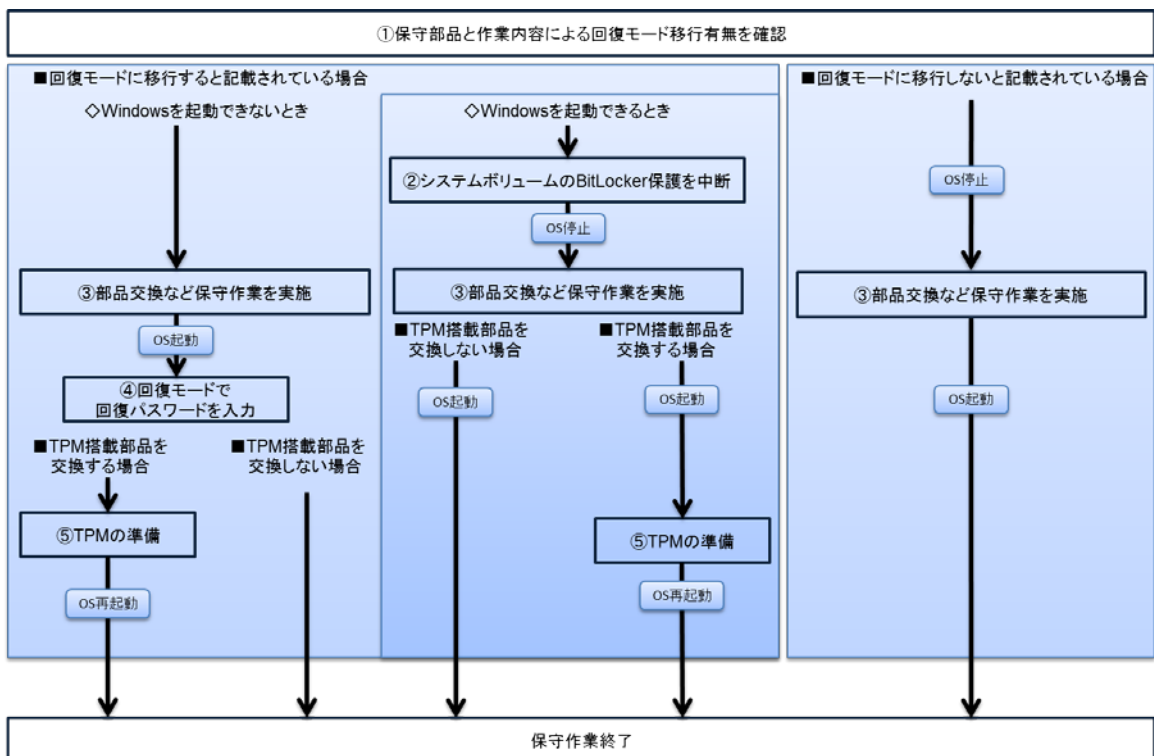 ①保守部品と作業内容による回復モード移行有無を確認
■回復モードに移行すると記載されている場合
◇Windowsを起動できないとき
③部品交換など保守作業を実施
OS起動
④回復モードで
回復パスワードを入力
■TPM搭載部品を
交換する場合
⑤TPMの準備
OS再起動
■TPM搭載部品を
交換しない場合
◇Windowsを起動できるとき
②システムボリュームのBitLocker保護を中断
OS停止
③部品交換など保守作業を実施
■TPM搭載部品を
交換しない場合
OS起動
■TPM搭載部品を
交換する場合
OS起動
⑤TPMの準備
OS再起動
■回復モードに移行しないと記載されている場合
OS停止
③部品交換など保守作業を実施
OS起動
保守作業終了